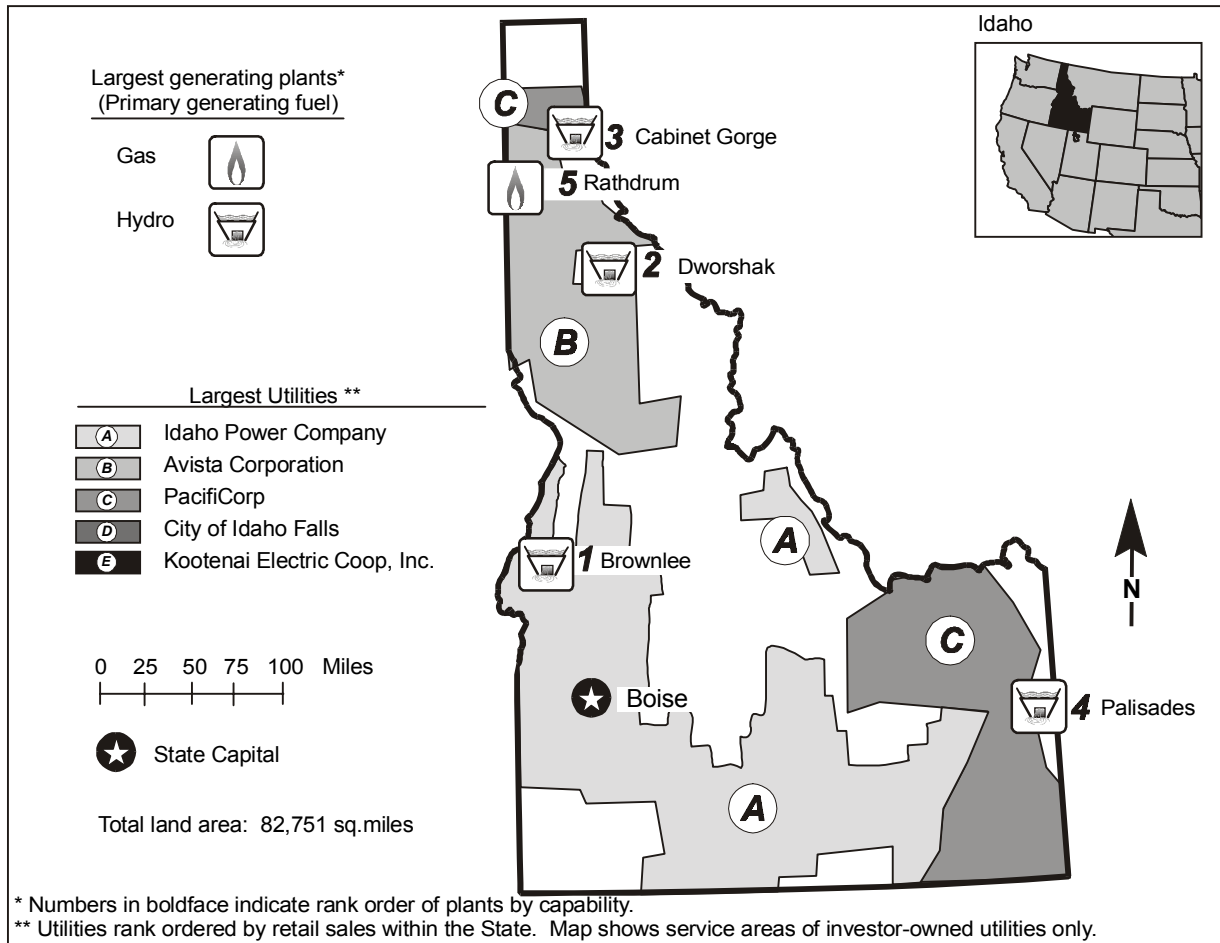 Idaho
Largest generating plants*
(Primary generating fuel)
Gas
Hydro
C
3 Cabinet Gorge
5 Rathdrum
2 Dworshak
B
Largest Utilities **
A Idaho Power Company
B Avista Corporation
C PacifiCorp
D City of Idaho Falls
E Kootenai Electric Coop, Inc.
A
1 Brownlee
N
C
0 25 50 75 100 Miles
Boise
4 Palisades
State Capital
A
Total land area: 82,751 sq.miles
* Numbers in boldface indicate rank order of plants by capability.
** Utilities rank ordered by retail sales within the State. Map shows service areas of investor-owned utilities only.